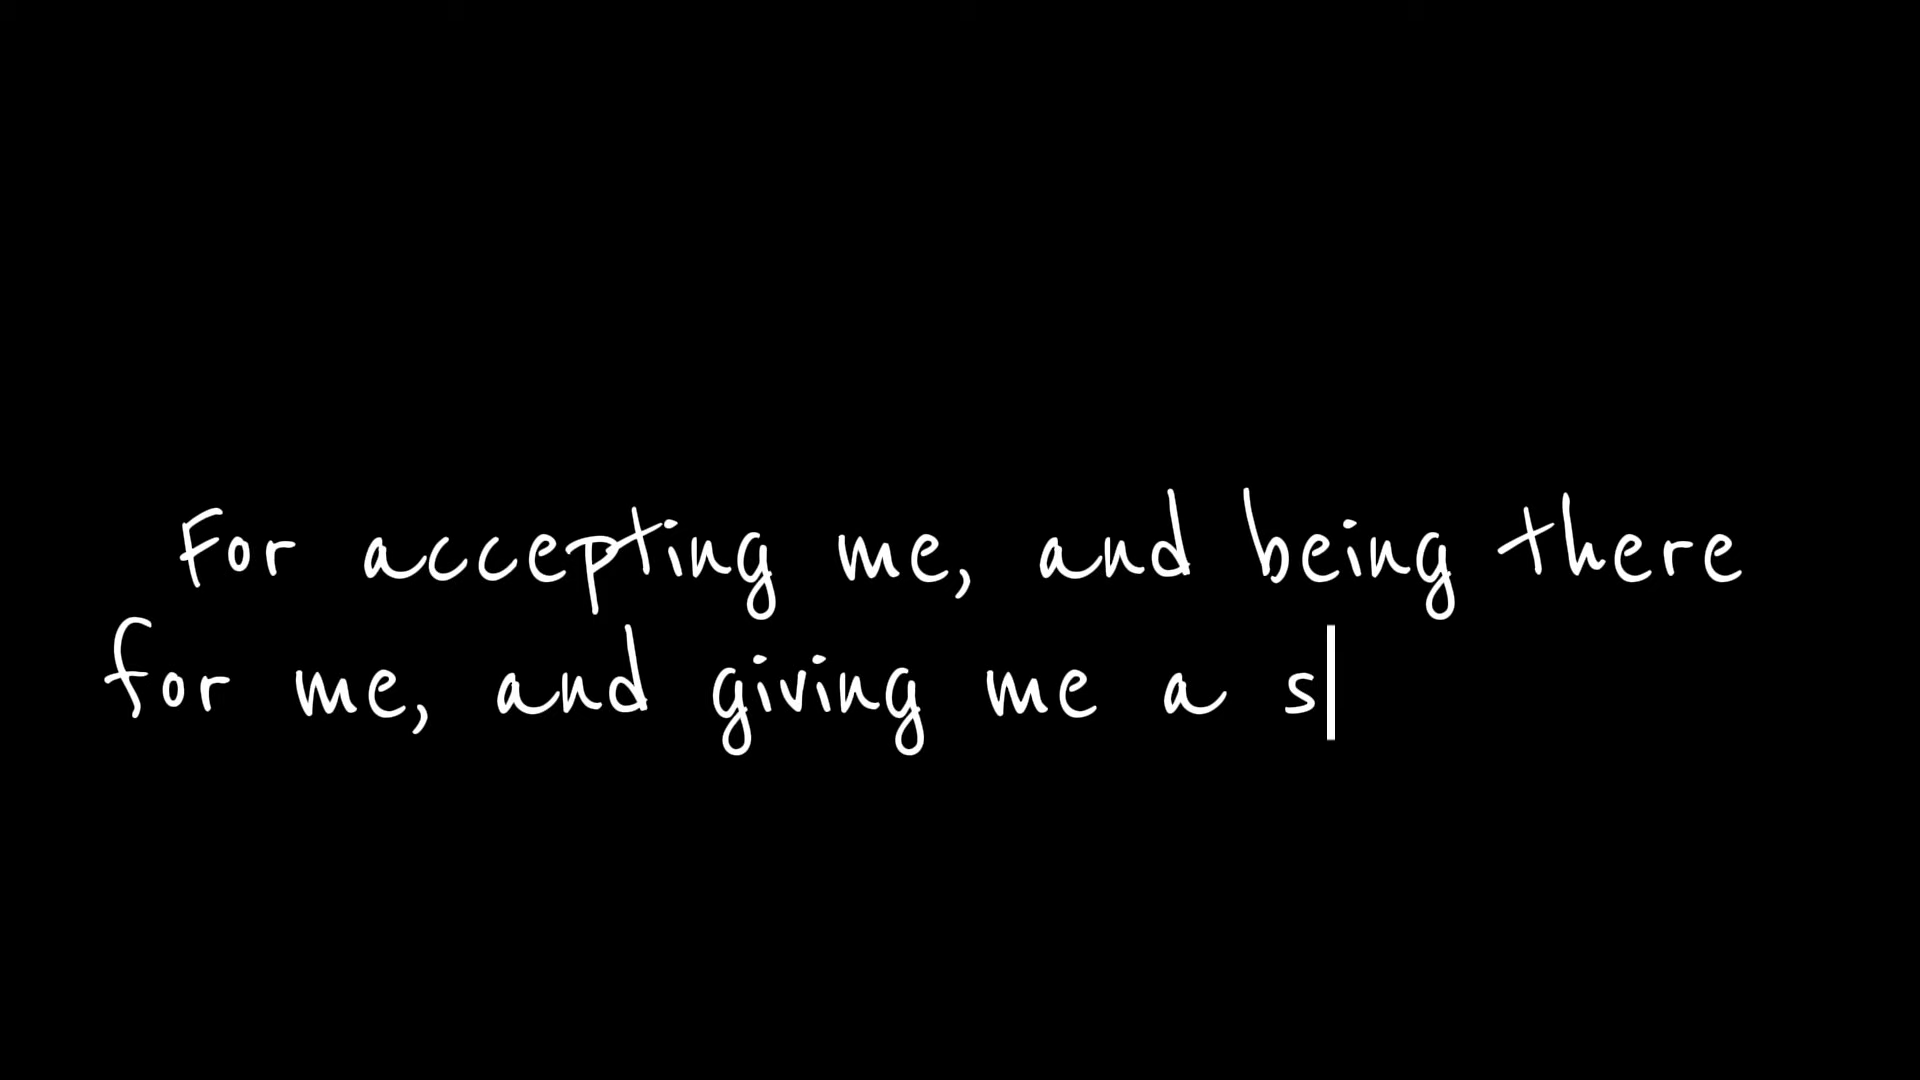 For accepting me, and being there
for me, and giving me a s